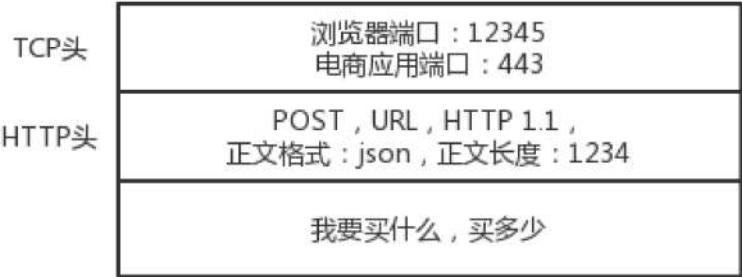 TCP头
浏览器端口：12345
电商应用端口：443
HTTP头
POST，URL，HTTP 1.1，
正文格式：json，正文长度：1234
我要买什么，买多少